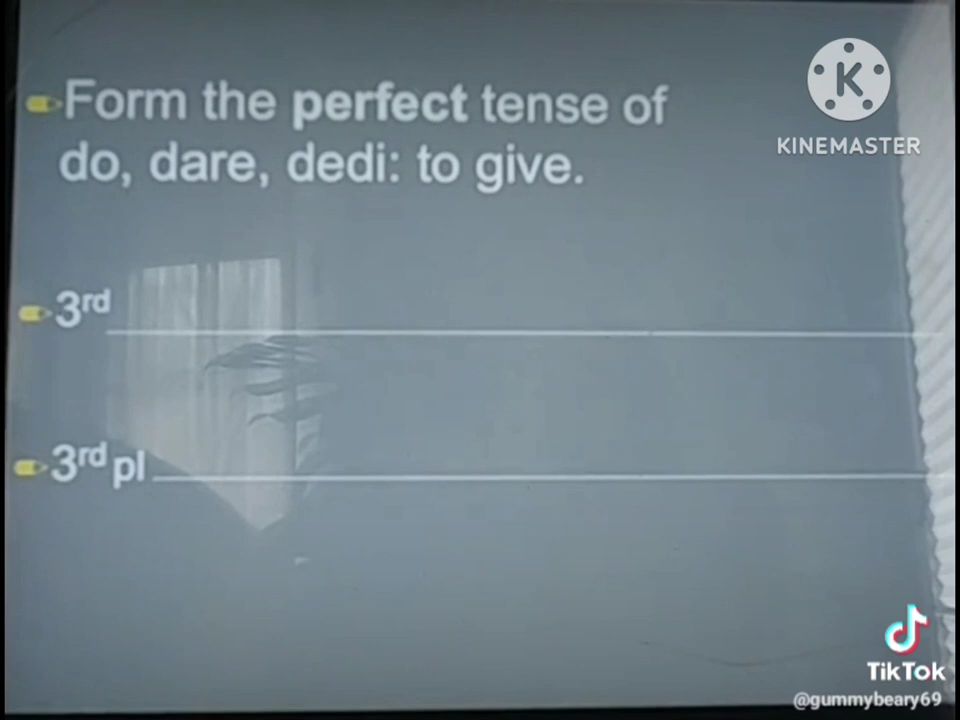 Form the perfect tense of
do, dare, dedi: to give.
3rd
3rd pl
KINEMASTER
TikTok
@gummybeary69